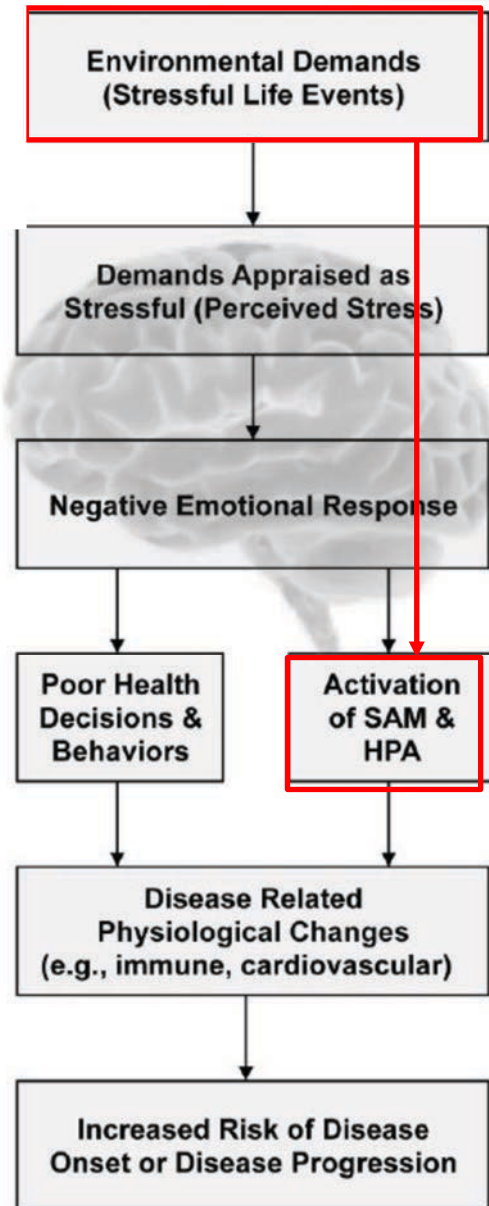 Environmental Demands
(Stressful Life Events)
Demands Appraised as
Stressful (Perceived Stress)
Negative Emotional Response
Poor Health
Decisions &
Behaviors
Activation
of SAM &
HPA
Disease Related
Physiological Changes
(e.g., immune, cardiovascular)
Increased Risk of Disease
Onset or Disease Progression